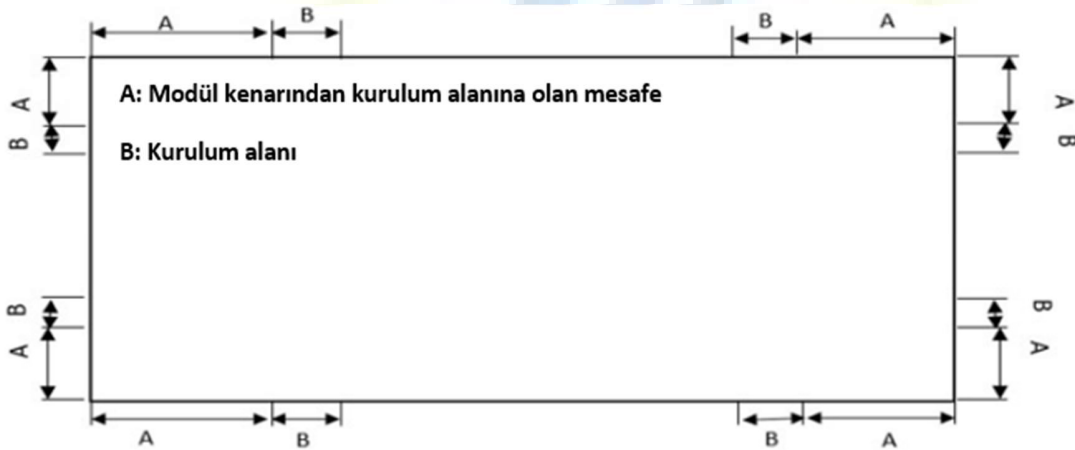 A B B A
A: Modül kenarından kurulum alanına olan mesafe
B: Kurulum alanı
A A
B B
B B
A A
A B B A